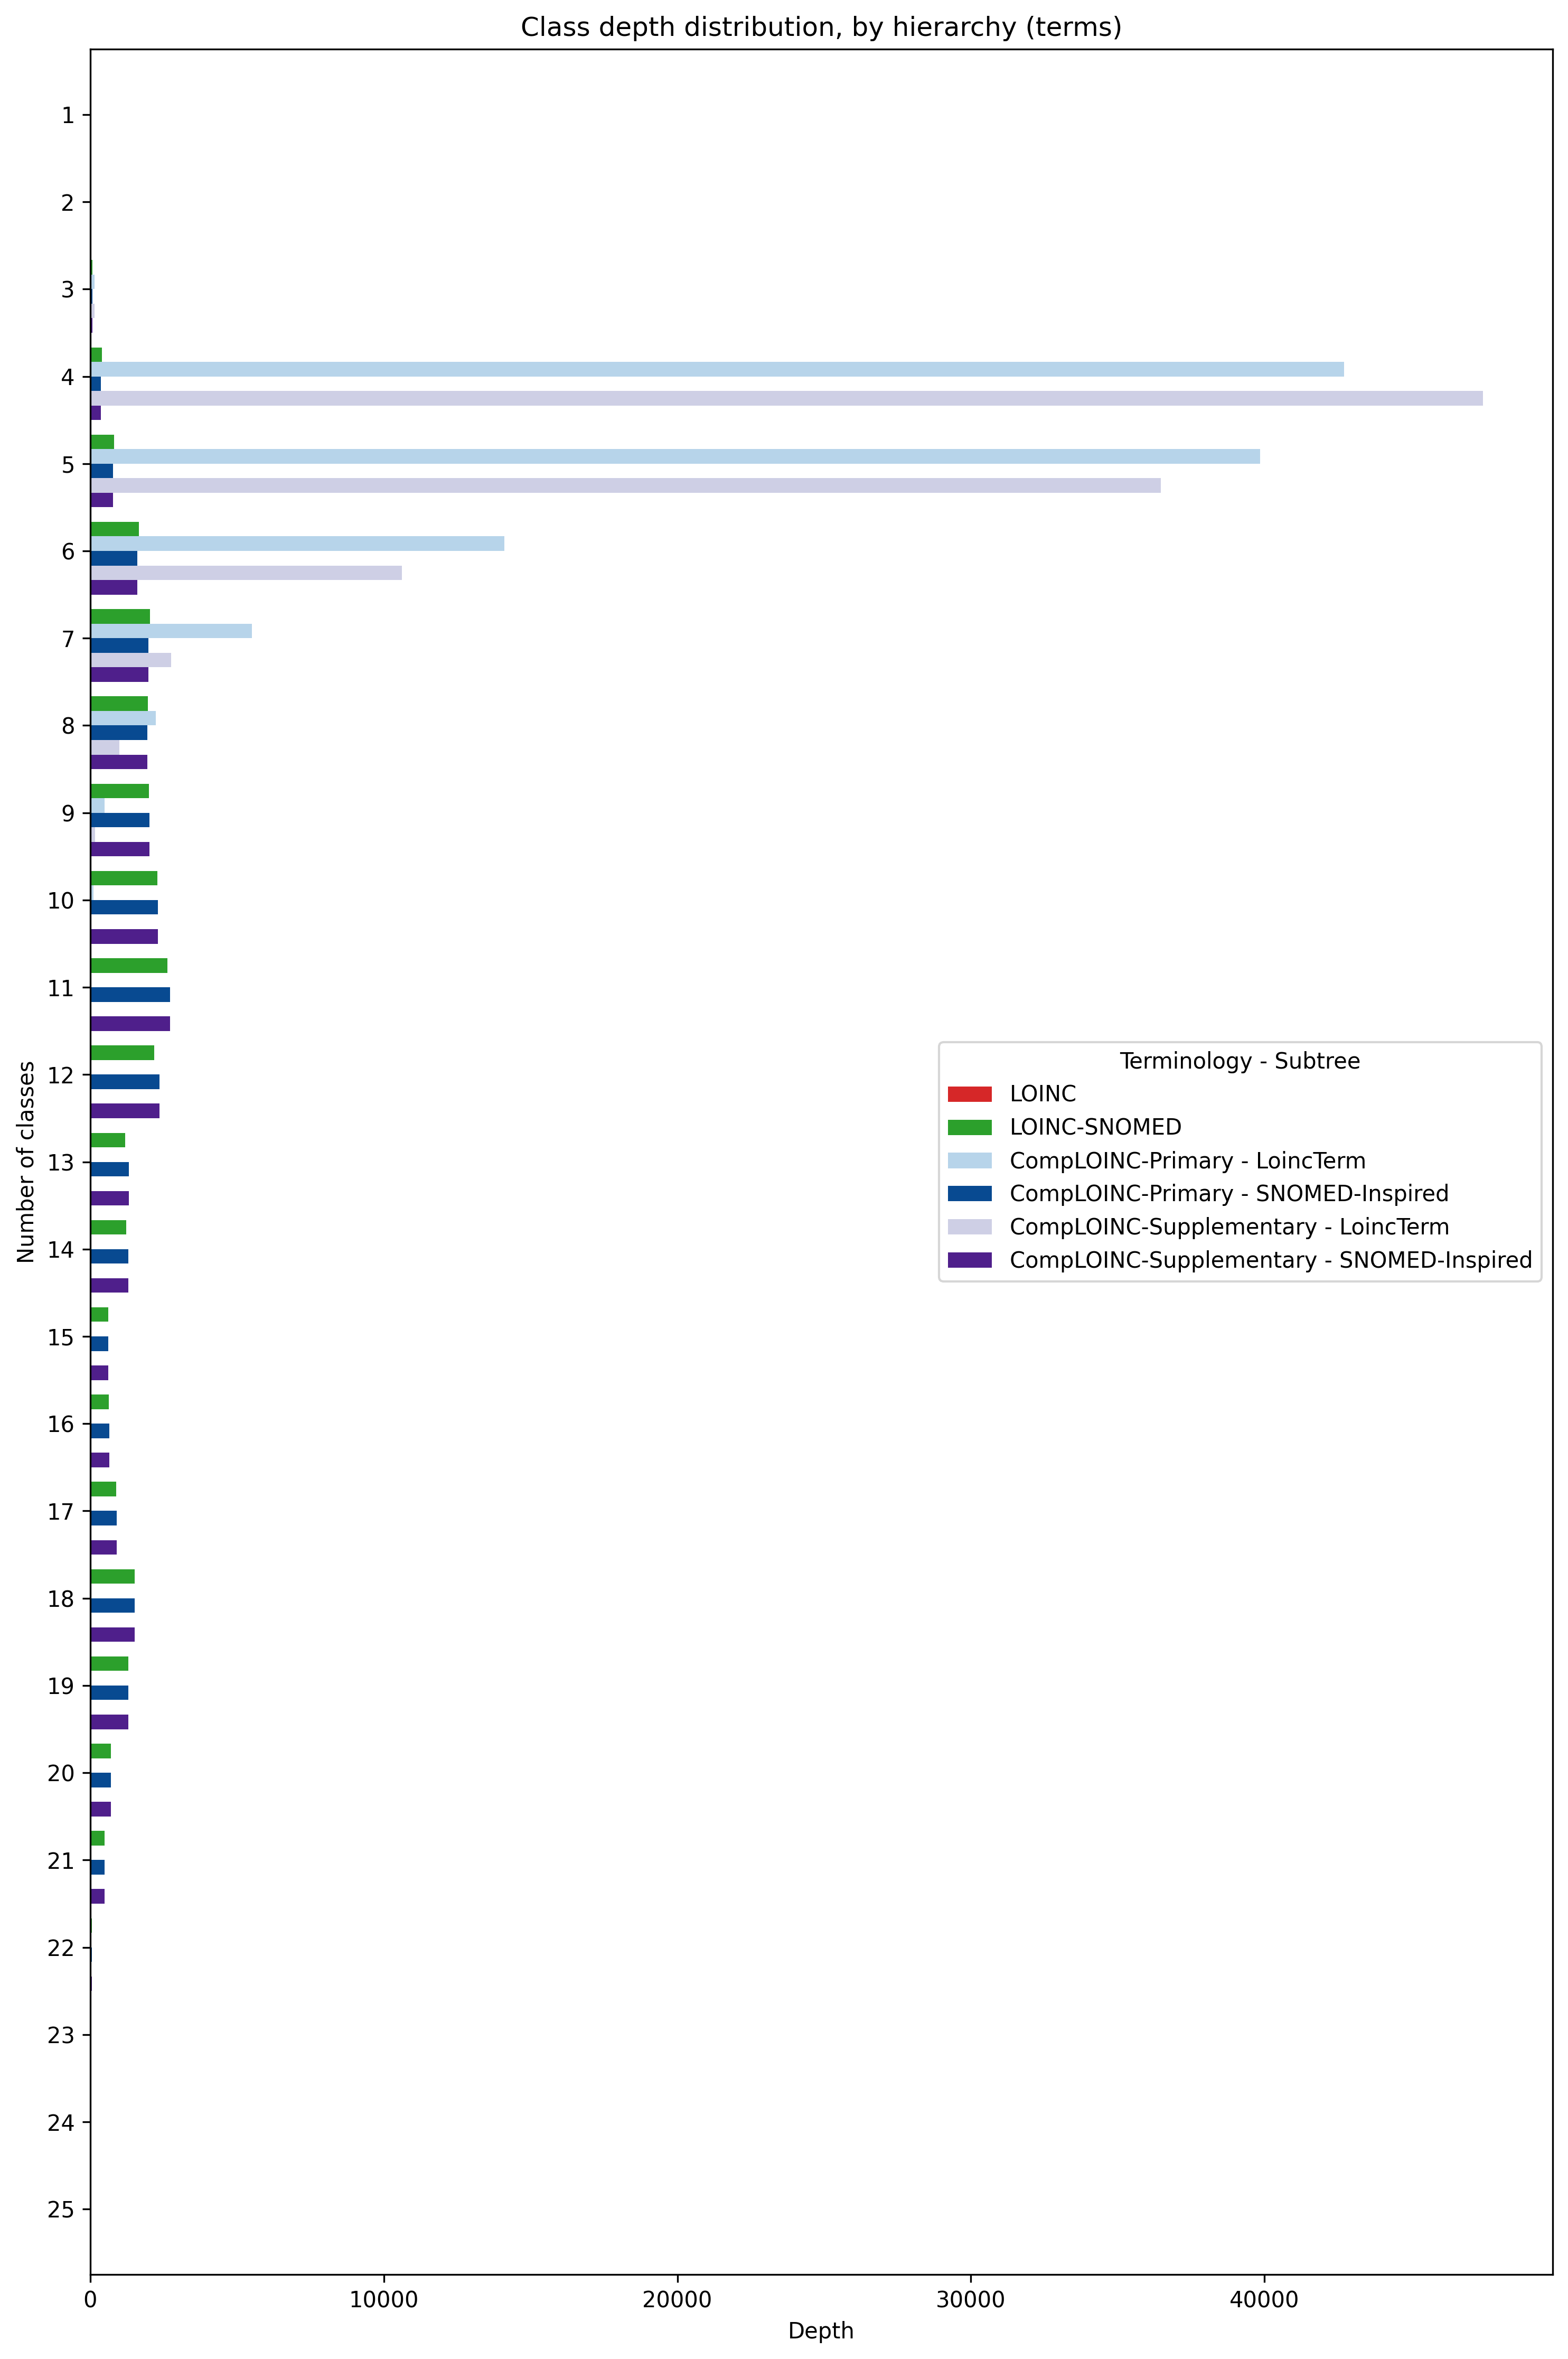 Class depth distribution, by hierarchy (terms)
1
2
3
4
5
6
7
8
9
10
11
12
13
14
15
16
17
18
19
20
21
22
23
24
25
Number of classes
Terminology - Subtree
LOINC
LOINC-SNOMED
CompLOINC-Primary - LoincTerm
CompLOINC-Primary - SNOMED-Inspired
CompLOINC-Supplementary - LoincTerm
CompLOINC-Supplementary - SNOMED-Inspired
0 10000 20000 30000 40000
Depth